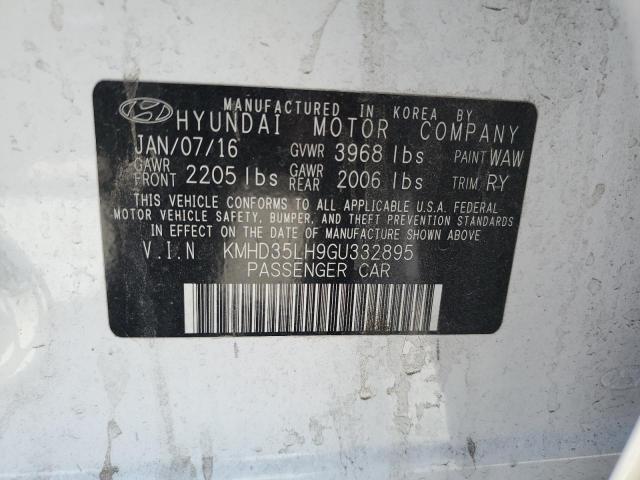 MANUFACTURED IN KOREA BY
HYUNDAI MOTOR COMPANY
JAN/07/16 GVWR 3968 lbs PAINT WAW
GAWR FRONT 2205 lbs GAWR REAR 2006 lbs TRIM RY
THIS VEHICLE CONFORMS TO ALL APPLICABLE U.S.A. FEDERAL
MOTOR VEHICLE SAFETY, BUMPER, AND THEFT PREVENTION STANDARDS
IN EFFECT ON THE DATE OF MANUFACTURE SHOWN ABOVE.
V.I.N KMHD35LH9GU332895
PASSENGER CAR